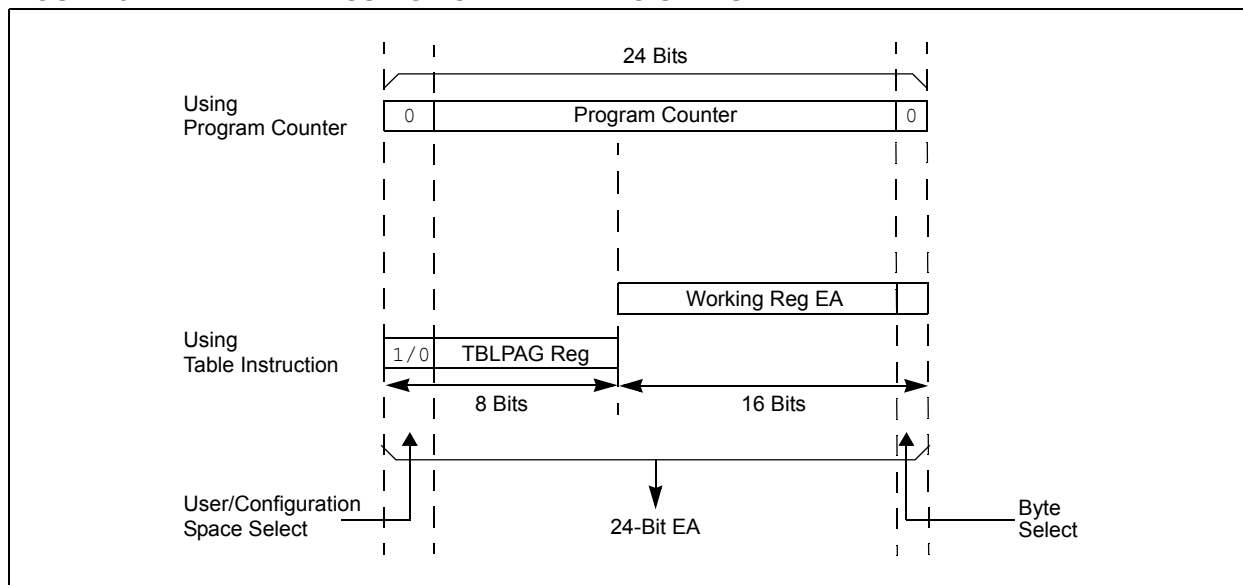 24 Bits
Using
Program Counter
0
Program Counter
0
Working Reg EA
Using
Table Instruction
1/0
TBLPAG Reg
8 Bits
16 Bits
User/Configuration
Space Select
24-Bit EA
Byte
Select